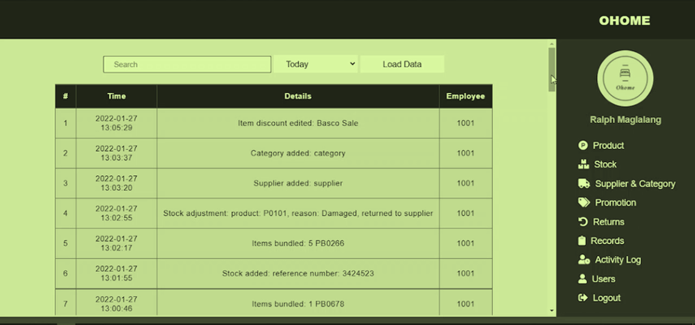 OHOME
Search
Today
Load Data
# Time Details Employee
1 2022-01-27 13:05:29 Item discount edited: Basco Sale 1001
2 2022-01-27 13:03:37 Category added: category 1001
3 2022-01-27 13:03:20 Supplier added: supplier 1001
4 2022-01-27 13:02:55 Stock adjustment: product: P0101, reason: Damaged, returned to supplier 1001
5 2022-01-27 13:02:17 Items bundled: 5 PB0266 1001
6 2022-01-27 13:01:55 Stock added: reference number: 3424523 1001
7 2022-01-27 13:00:46 Items bundled: 1 PB0678 1001
Ohome
Ralph Maglalang
Product
Stock
Supplier & Category
Promotion
Returns
Records
Activity Log
Users
Logout